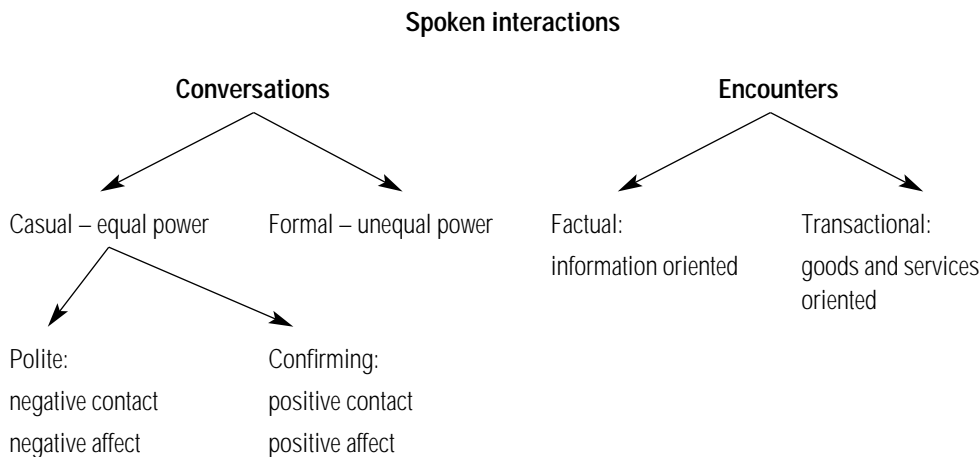 Spoken interactions
Conversations
Encounters
Casual – equal power
Formal – unequal power
Factual:
information oriented
Transactional:
goods and services
oriented
Polite:
negative contact
negative affect
Confirming:
positive contact
positive affect